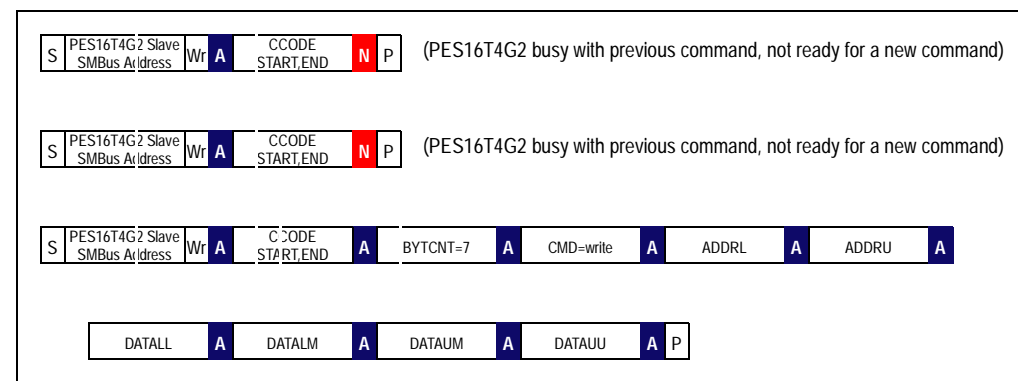 S PES16T4G2 Slave SMBus Address Wr A CCODE START,END N P (PES16T4G2 busy with previous command, not ready for a new command)
S PES16T4G2 Slave SMBus Address Wr A CCODE START,END N P (PES16T4G2 busy with previous command, not ready for a new command)
S PES16T4G2 Slave SMBus Address Wr A CCODE START,END A BYTCNT=7 A CMD=write A ADDRL A ADDRU A
DATALL A DATALM A DATAUM A DATAUU A P